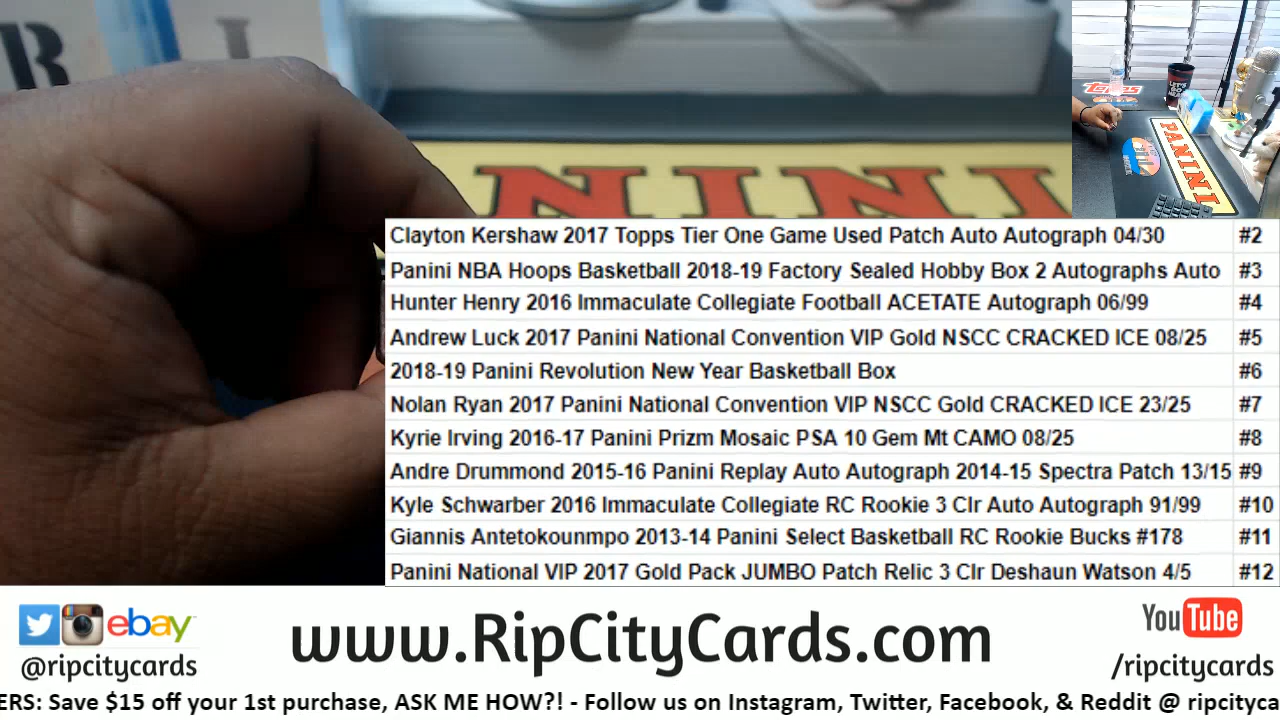 PANINI
Topps
PANINI
Clayton Kershaw 2017 Topps Tier One Game Used Patch Auto Autograph 04/30 #2
Panini NBA Hoops Basketball 2018-19 Factory Sealed Hobby Box 2 Autographs Auto #3
Hunter Henry 2016 Immaculate Collegiate Football ACETATE Autograph 06/99 #4
Andrew Luck 2017 Panini National Convention VIP Gold NSCC CRACKED ICE 08/25 #5
2018-19 Panini Revolution New Year Basketball Box #6
Nolan Ryan 2017 Panini National Convention VIP NSCC Gold CRACKED ICE 23/25 #7
Kyrie Irving 2016-17 Panini Prizm Mosaic PSA 10 Gem Mt CAMO 08/25 #8
Andre Drummond 2015-16 Panini Replay Auto Autograph 2014-15 Spectra Patch 13/15 #9
Kyle Schwarber 2016 Immaculate Collegiate RC Rookie 3 Clr Auto Autograph 91/99 #10
Giannis Antetokounmpo 2013-14 Panini Select Basketball RC Rookie Bucks #178 #11
Panini National VIP 2017 Gold Pack JUMBO Patch Relic 3 Clr Deshaun Watson 4/5 #12
ebay
www.RipCityCards.com
YouTube
@ripcitycards
/ripcitycards
ERS: Save $15 off your 1st purchase, ASK ME HOW?! - Follow us on Instagram, Twitter, Facebook, & Reddit @ ripcityca